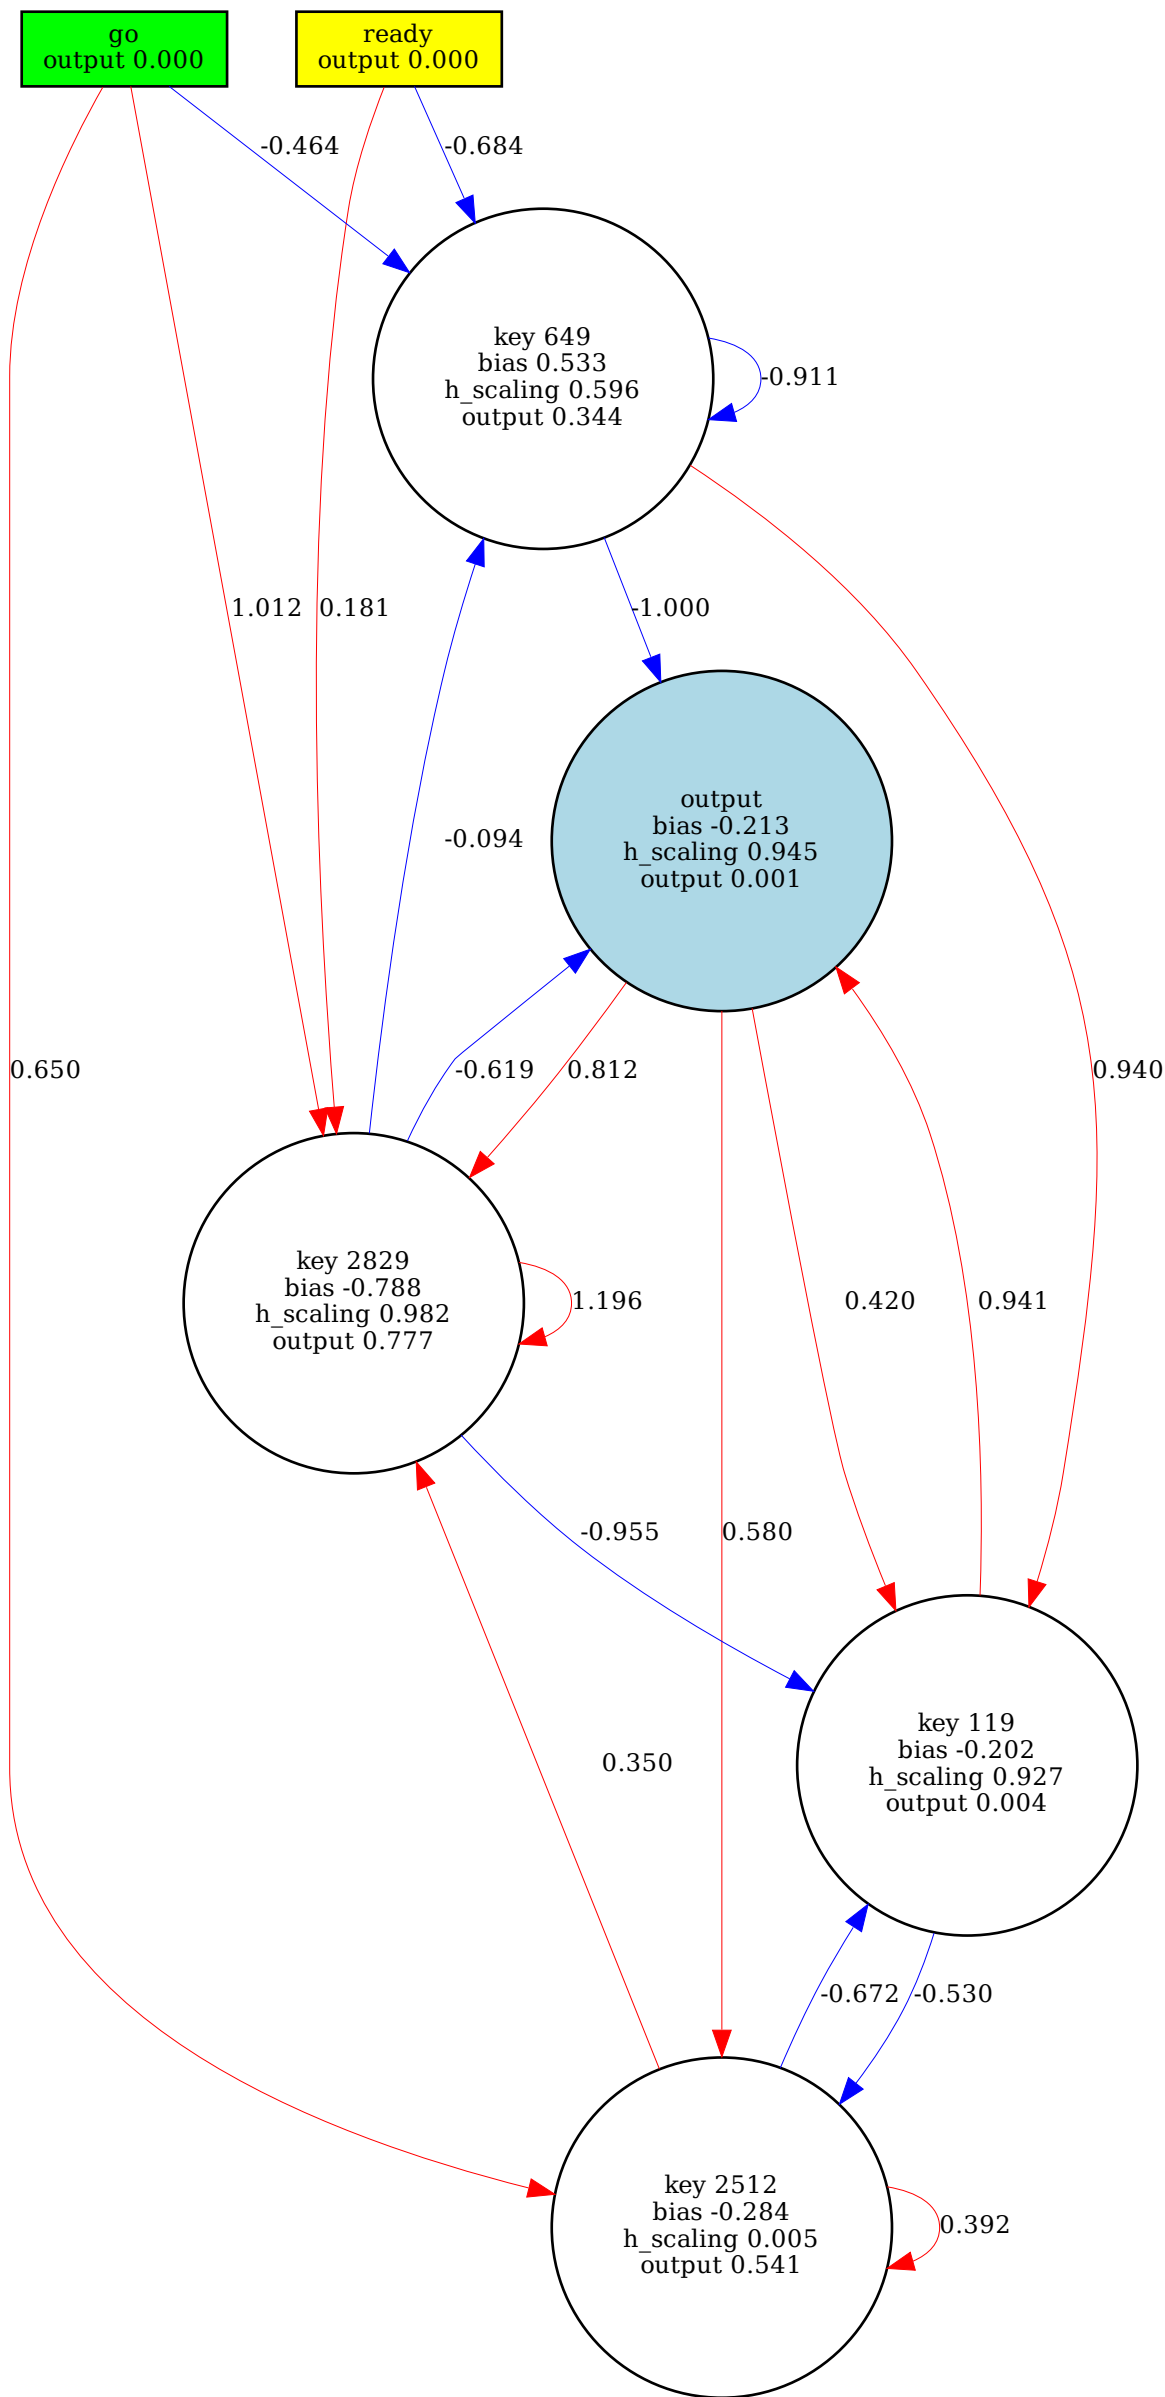 go
output 0.000
ready
output 0.000
-0.464
-0.684
key 649
bias 0.533
h_scaling 0.596
output 0.344
-0.911
1.012
0.181
-1.000
output
bias -0.213
h_scaling 0.945
output 0.001
-0.094
0.650
-0.619
0.812
0.940
key 2829
bias -0.788
h_scaling 0.982
output 0.777
1.196
0.420
0.941
-0.955
0.580
key 119
bias -0.202
h_scaling 0.927
output 0.004
0.350
-0.672
-0.530
key 2512
bias -0.284
h_scaling 0.005
output 0.541
0.392